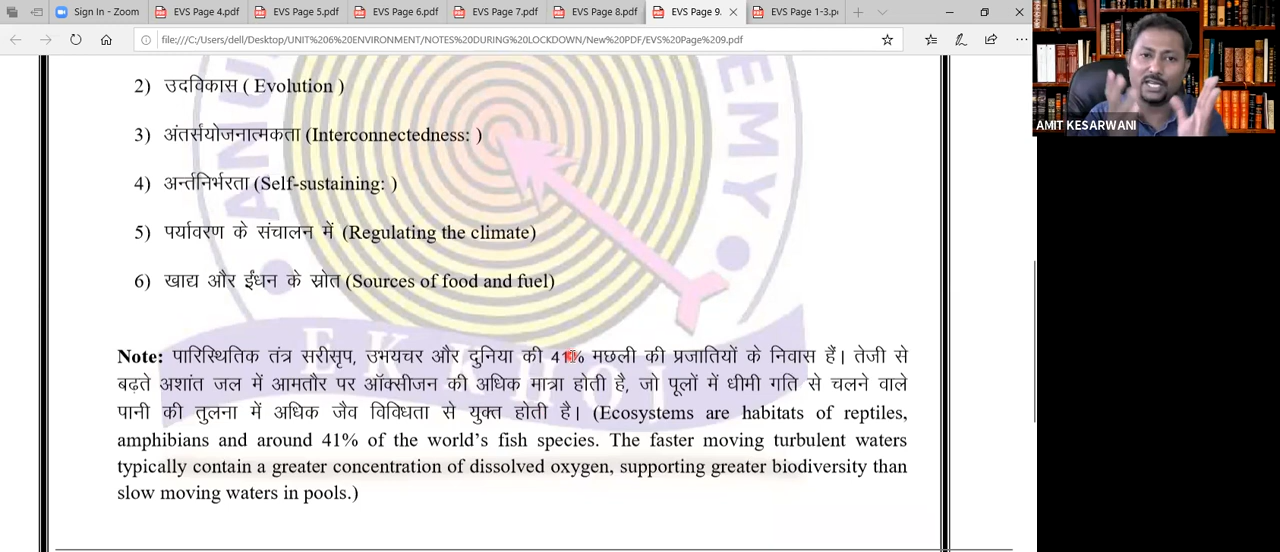 Sign In - Zoom
EVS Page 4.pdf
EVS Page 5.pdf
EVS Page 6.pdf
EVS Page 7.pdf
EVS Page 8.pdf
EVS Page 9.
EVS Page 1-3.p
file:///C:/Users/dell/Desktop/UNIT%206%20ENVIRONMENT/NOTES%20DURING%20LOCKDOWN/New%20PDF/EVS%20Page%209.pdf
AMIT KESARWANI
2) उदविकास ( Evolution )
3) अंतर्संयोजनात्मकता (Interconnectedness: )
4) अर्न्तनिर्भरता (Self-sustaining: )
5) पर्यावरण के संचालन में (Regulating the climate)
6) खाद्य और ईंधन के स्रोत (Sources of food and fuel)
Note: पारिस्थितिक तंत्र सरीसृप, उभयचर और दुनिया की 41% मछली की प्रजातियों के निवास हैं। तेजी से
बढ़ते अशांत जल में आमतौर पर ऑक्सीजन की अधिक मात्रा होती है, जो पूलों में धीमी गति से चलने वाले
पानी की तुलना में अधिक जैव विविधता से युक्त होती है। (Ecosystems are habitats of reptiles,
amphibians and around 41% of the world's fish species. The faster moving turbulent waters
typically contain a greater concentration of dissolved oxygen, supporting greater biodiversity than
slow moving waters in pools.)
EKLAVHOLIC